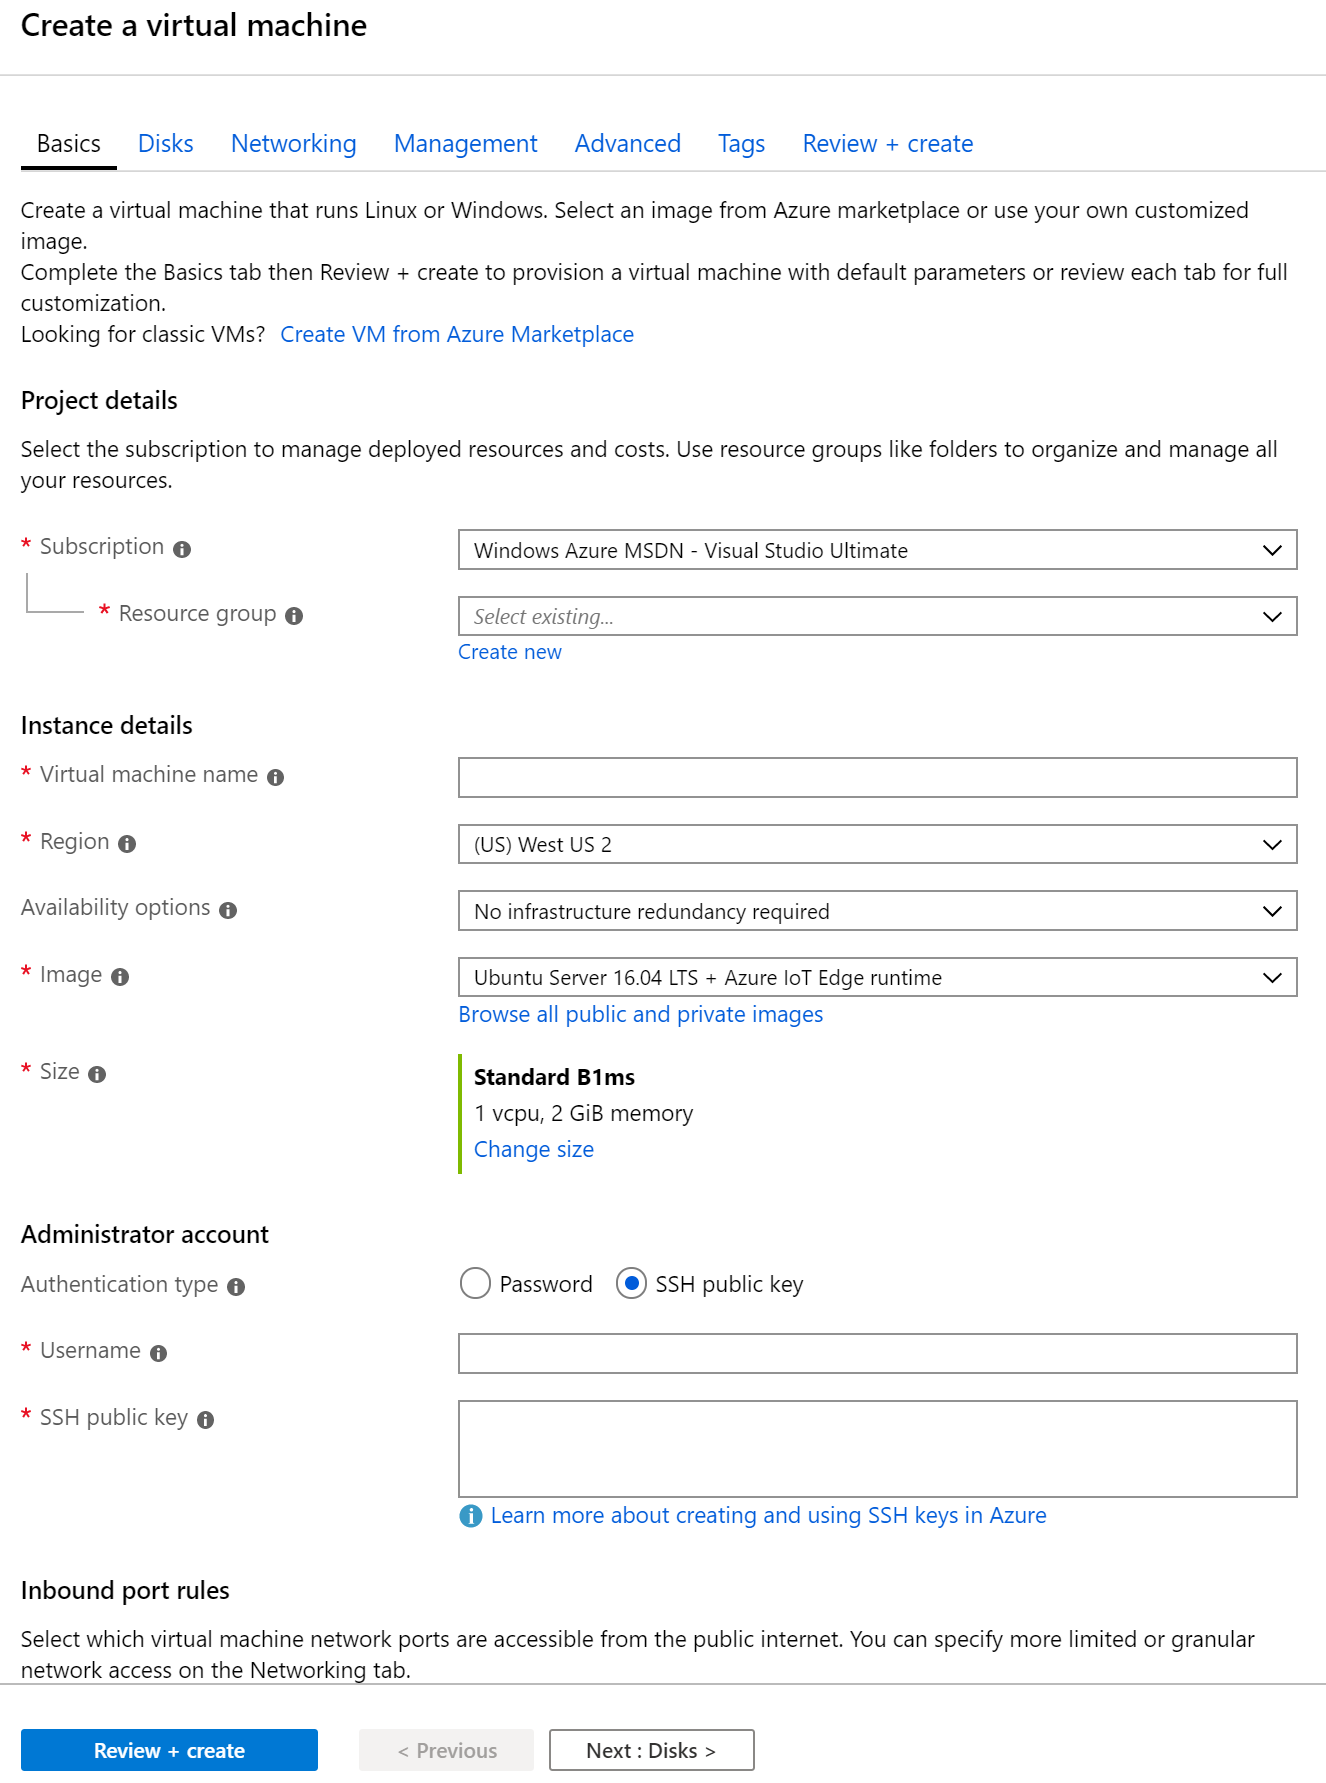 Create a virtual machine
Basics Disks Networking Management Advanced Tags Review + create
Create a virtual machine that runs Linux or Windows. Select an image from Azure marketplace or use your own customized
image.
Complete the Basics tab then Review + create to provision a virtual machine with default parameters or review each tab for full
customization.
Looking for classic VMs? Create VM from Azure Marketplace
Project details
Select the subscription to manage deployed resources and costs. Use resource groups like folders to organize and manage all
your resources.
* Subscription Windows Azure MSDN - Visual Studio Ultimate
* Resource group Select existing...
Create new
Instance details
* Virtual machine name
* Region (US) West US 2
Availability options No infrastructure redundancy required
* Image Ubuntu Server 16.04 LTS + Azure IoT Edge runtime
Browse all public and private images
* Size Standard B1ms
1 vcpu, 2 GiB memory
Change size
Administrator account
Authentication type Password SSH public key
* Username
* SSH public key
Learn more about creating and using SSH keys in Azure
Inbound port rules
Select which virtual machine network ports are accessible from the public internet. You can specify more limited or granular
network access on the Networking tab.
Review + create < Previous Next : Disks >